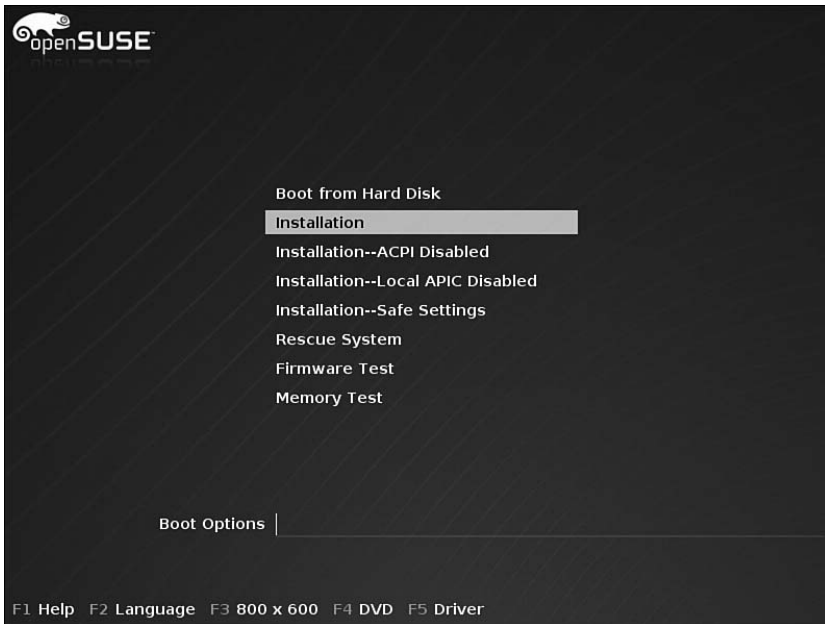 openSUSE
Boot from Hard Disk
Installation
Installation--ACPI Disabled
Installation--Local APIC Disabled
Installation--Safe Settings
Rescue System
Firmware Test
Memory Test
Boot Options
F1 Help F2 Language F3 800 x 600 F4 DVD F5 Driver